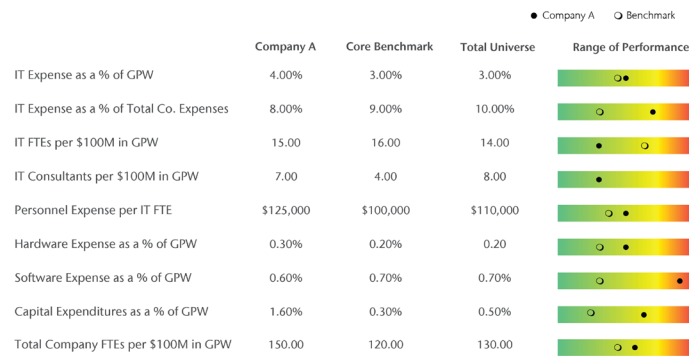 Company A Benchmark
Company A Core Benchmark Total Universe Range of Performance
IT Expense as a % of GPW 4.00% 3.00% 3.00%
IT Expense as a % of Total Co. Expenses 8.00% 9.00% 10.00%
IT FTEs per $100M in GPW 15.00 16.00 14.00
IT Consultants per $100M in GPW 7.00 4.00 8.00
Personnel Expense per IT FTE $125,000 $100,000 $110,000
Hardware Expense as a % of GPW 0.30% 0.20% 0.20
Software Expense as a % of GPW 0.60% 0.70% 0.70%
Capital Expenditures as a % of GPW 1.60% 0.30% 0.50%
Total Company FTEs per $100M in GPW 150.00 120.00 130.00